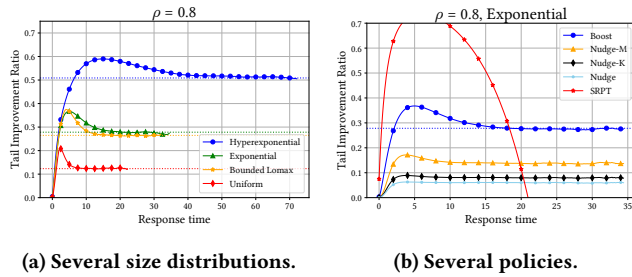 ρ = 0.8
Tail Improvement Ratio
0.7
0.6
0.5
0.4
0.3
0.2
0.1
0.0
Hyperexponential
Exponential
Bounded Lomax
Uniform
0 10 20 30 40 50 60 70
Response time
(a) Several size distributions.
ρ = 0.8, Exponential
Tail Improvement Ratio
0.7
0.6
0.5
0.4
0.3
0.2
0.1
0.0
Boost
Nudge-M
Nudge-K
Nudge
SRPT
0 5 10 15 20 25 30 35
Response time
(b) Several policies.